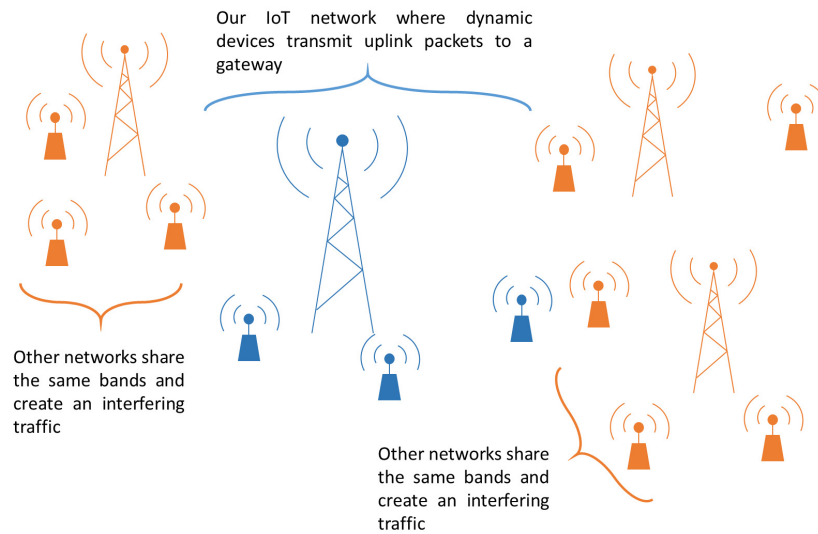 Our IoT network where dynamic
devices transmit uplink packets to a
gateway
Other networks share
the same bands and
create an interfering
traffic
Other networks share
the same bands and
create an interfering
traffic